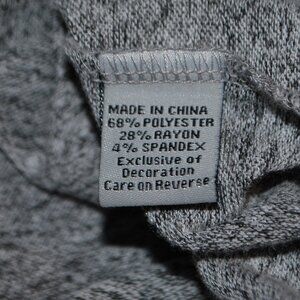 MADE IN CHINA
68% POLYESTER
28% RAYON
4% SPANDEX
Exclusive of
Decoration
Care on Reverse